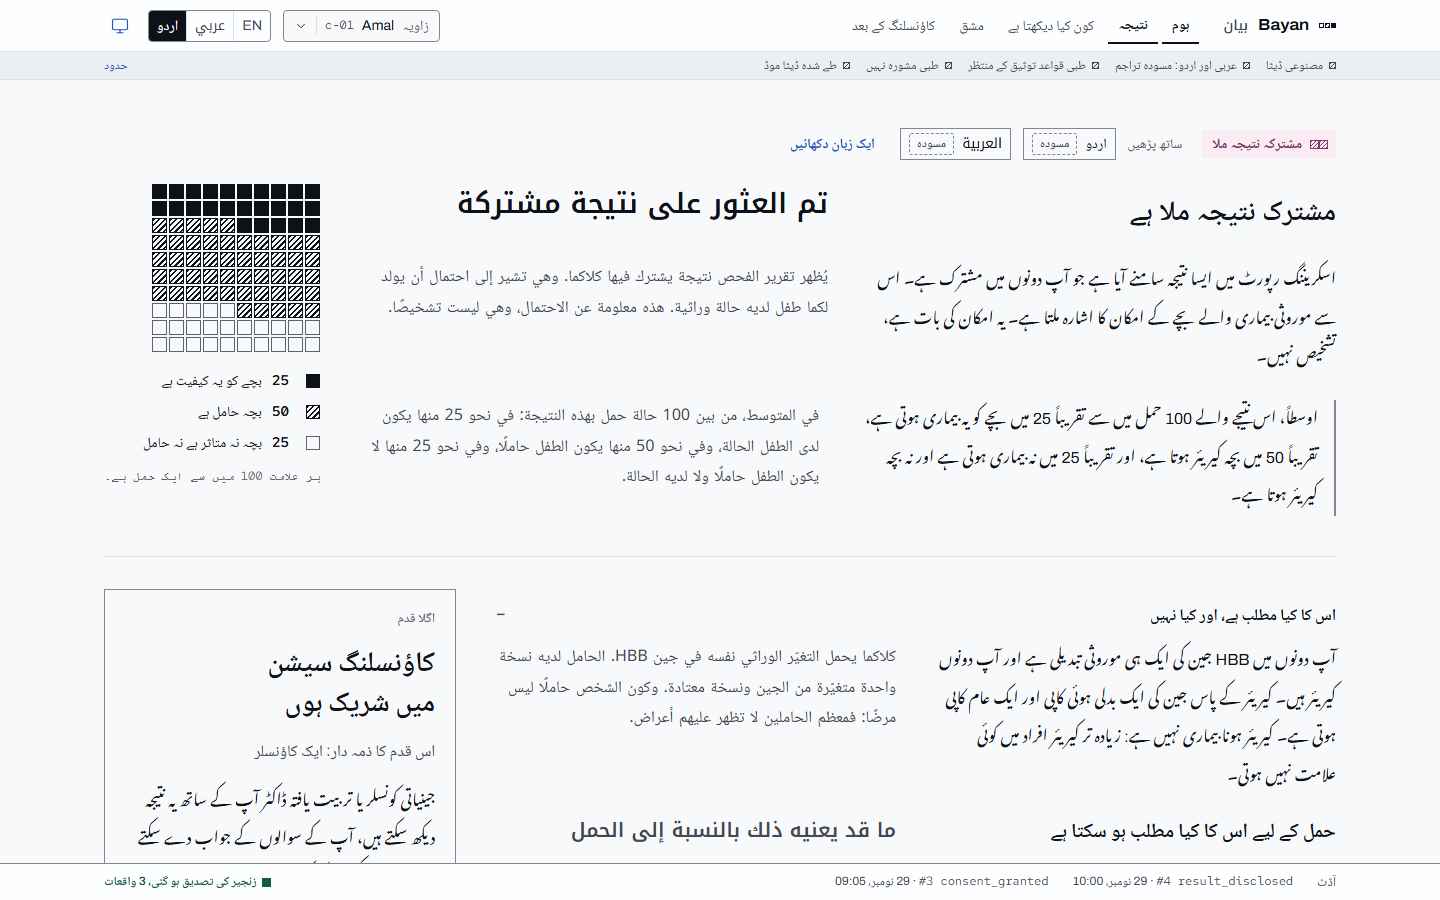 Bayan بيان
ہوم
نتیجہ
کون کیا دیکھتا ہے
مشق
کاؤنسلنگ کے بعد
زاویہ Amal c-01
EN
عربي
اردو
مصنوعی ڈیٹا
عربی اور اردو: مسودہ تراجم
طبی قواعد توثیق کے منتظر
طبی مشورہ نہیں
طے شدہ ڈیٹا موڈ
حدود
مشترکہ نتیجہ ملا
ساتھ پڑھیں
اردو مسودہ
العربية مسودہ
ایک زبان دکھائیں
مشترک نتیجہ ملا ہے
اسکریننگ رپورٹ میں ایسا نتیجہ سامنے آیا ہے جو آپ دونوں میں مشترک ہے۔ اس
سے موروثی بیماری والے بچے کے امکان کا اشارہ ملتا ہے۔ یہ امکان کی بات ہے،
تشخیص نہیں۔
اوسطاً، اس نتیجے والے 100 حمل میں سے تقریباً 25 میں بچے کو یہ بیماری ہوتی ہے،
تقریباً 50 میں بچہ کیریئر ہوتا ہے، اور تقریباً 25 میں نہ بیماری ہوتی ہے اور نہ بچہ
کیریئر ہوتا ہے۔
تم العثور على نتيجة مشتركة
يُظهر تقرير الفحص نتيجة يشترك فيها كلاكما. وهي تشير إلى احتمال أن يولد
لكما طفل لديه حالة وراثية. هذه معلومة عن الاحتمال، وهي ليست تشخيصًا.
في المتوسط، من بين 100 حالة حمل بهذه النتيجة: في نحو 25 منها يكون
لدى الطفل الحالة، وفي نحو 50 منها يكون الطفل حاملًا، وفي نحو 25 منها لا
يكون الطفل حاملًا ولا لديه الحالة.
25 بچے کو یہ کیفیت ہے
50 بچہ حامل ہے
25 بچہ نہ متاثر ہے نہ حامل
ہر علامت 100 میں سے ایک حمل ہے۔
اس کا کیا مطلب ہے، اور کیا نہیں
–
آپ دونوں میں HBB جین کی ایک ہی موروثی تبدیلی ہے اور آپ دونوں
کیریئر ہیں۔ کیریئر کے پاس جین کی ایک بدلی ہوئی کاپی اور ایک عام کاپی
ہوتی ہے۔ کیریئر ہونا بیماری نہیں ہے: زیادہ تر کیریئر افراد میں کوئی
علامت نہیں ہوتی۔
كلاكما يحمل التغيّر الوراثي نفسه في جين HBB. الحامل لديه نسخة
واحدة متغيّرة من الجين ونسخة معتادة. وكون الشخص حاملًا ليس
مرضًا: فمعظم الحاملين لا تظهر عليهم أعراض.
حمل کے لیے اس کا کیا مطلب ہو سکتا ہے
ما قد يعنيه ذلك بالنسبة إلى الحمل
اگلا قدم
کاؤنسلنگ سیشن
میں شریک ہوں
اس قدم کا ذمہ دار: ایک کاؤنسلر
جینیاتی کونسلر یا تربیت یافتہ ڈاکٹر آپ کے ساتھ یہ نتیجہ
دیکھ سکتے ہیں، آپ کے سوالوں کے جواب دے سکتے
آڈٹ
result_disclosed #4 · 29 نومبر، 10:00
consent_granted #3 · 29 نومبر، 09:05
زنجیر کی تصدیق ہو گئی، 3 واقعات